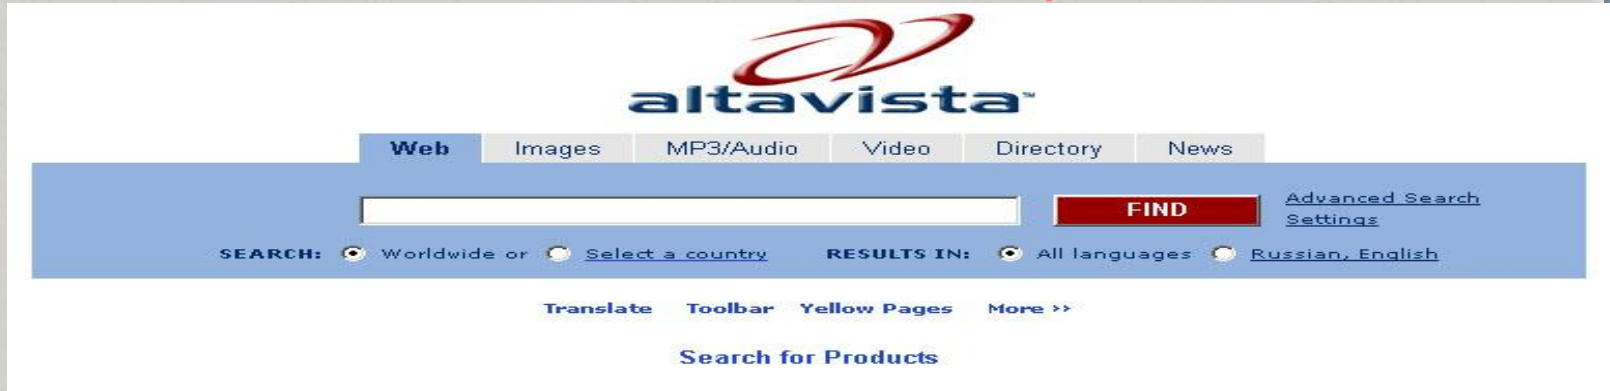 altavista™
Web Images MP3/Audio Video Directory News
FIND
Advanced Search
Settings
SEARCH: Worldwide or Select a country RESULTS IN: All languages Russian, English
Translate Toolbar Yellow Pages More >>
Search for Products